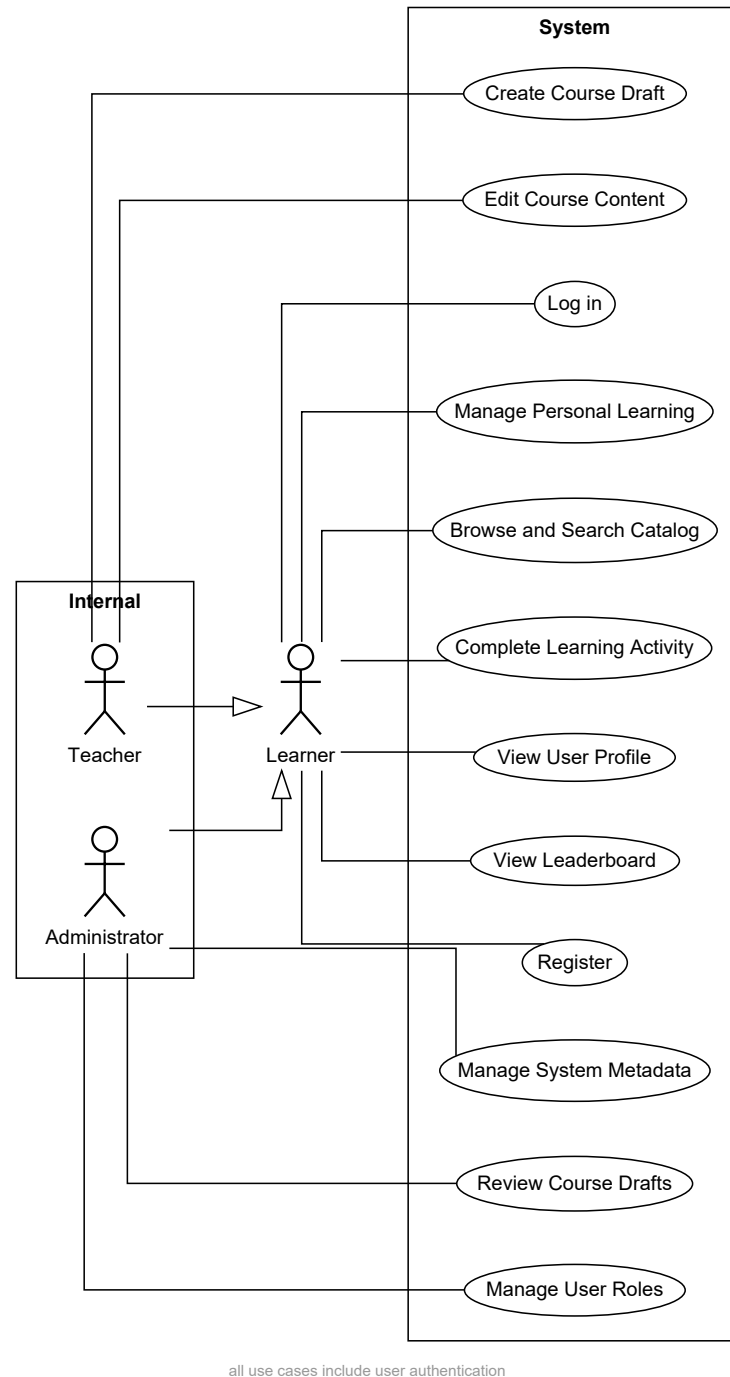 System
Create Course Draft
Edit Course Content
Log in
Manage Personal Learning
Browse and Search Catalog
Internal
Complete Learning Activity
Teacher
Learner
View User Profile
View Leaderboard
Administrator
Register
Manage System Metadata
Review Course Drafts
Manage User Roles
all use cases include user authentication